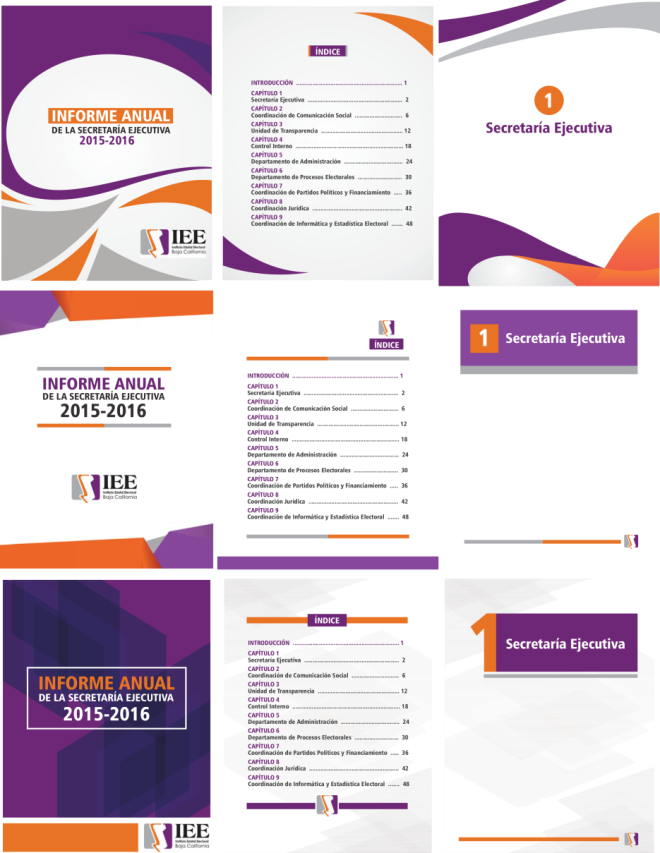 INFORME ANUAL
DE LA SECRETARÍA EJECUTIVA
2015-2016
IEE
Instituto Estatal Electoral
Baja California
ÍNDICE
INTRODUCCIÓN ........ 1
CAPÍTULO 1
Secretaría Ejecutiva ........ 2
CAPÍTULO 2
Coordinación de Comunicación Social ........ 6
CAPÍTULO 3
Unidad de Transparencia ........ 12
CAPÍTULO 4
Control Interno ........ 18
CAPÍTULO 5
Departamento de Administración ........ 24
CAPÍTULO 6
Departamento de Procesos Electorales ........ 30
CAPÍTULO 7
Coordinación de Partidos Políticos y Financiamiento ..... 36
CAPÍTULO 8
Coordinación Jurídica ........ 42
CAPÍTULO 9
Coordinación de Informática y Estadística Electoral ....... 48
1
Secretaría Ejecutiva
INFORME ANUAL
DE LA SECRETARÍA EJECUTIVA
2015-2016
IEE
Instituto Estatal Electoral
Baja California
ÍNDICE
INTRODUCCIÓN ........ 1
CAPÍTULO 1
Secretaría Ejecutiva ........ 2
CAPÍTULO 2
Coordinación de Comunicación Social ........ 6
CAPÍTULO 3
Unidad de Transparencia ........ 12
CAPÍTULO 4
Control Interno ........ 18
CAPÍTULO 5
Departamento de Administración ........ 24
CAPÍTULO 6
Departamento de Procesos Electorales ........ 30
CAPÍTULO 7
Coordinación de Partidos Políticos y Financiamiento ..... 36
CAPÍTULO 8
Coordinación Jurídica ........ 42
CAPÍTULO 9
Coordinación de Informática y Estadística Electoral ....... 48
1 Secretaría Ejecutiva
INFORME ANUAL
DE LA SECRETARÍA EJECUTIVA
2015-2016
IEE
Instituto Estatal Electoral
Baja California
ÍNDICE
INTRODUCCIÓN ........ 1
CAPÍTULO 1
Secretaría Ejecutiva ........ 2
CAPÍTULO 2
Coordinación de Comunicación Social ........ 6
CAPÍTULO 3
Unidad de Transparencia ........ 12
CAPÍTULO 4
Control Interno ........ 18
CAPÍTULO 5
Departamento de Administración ........ 24
CAPÍTULO 6
Departamento de Procesos Electorales ........ 30
CAPÍTULO 7
Coordinación de Partidos Políticos y Financiamiento ..... 36
CAPÍTULO 8
Coordinación Jurídica ........ 42
CAPÍTULO 9
Coordinación de Informática y Estadística Electoral ....... 48
1 Secretaría Ejecutiva